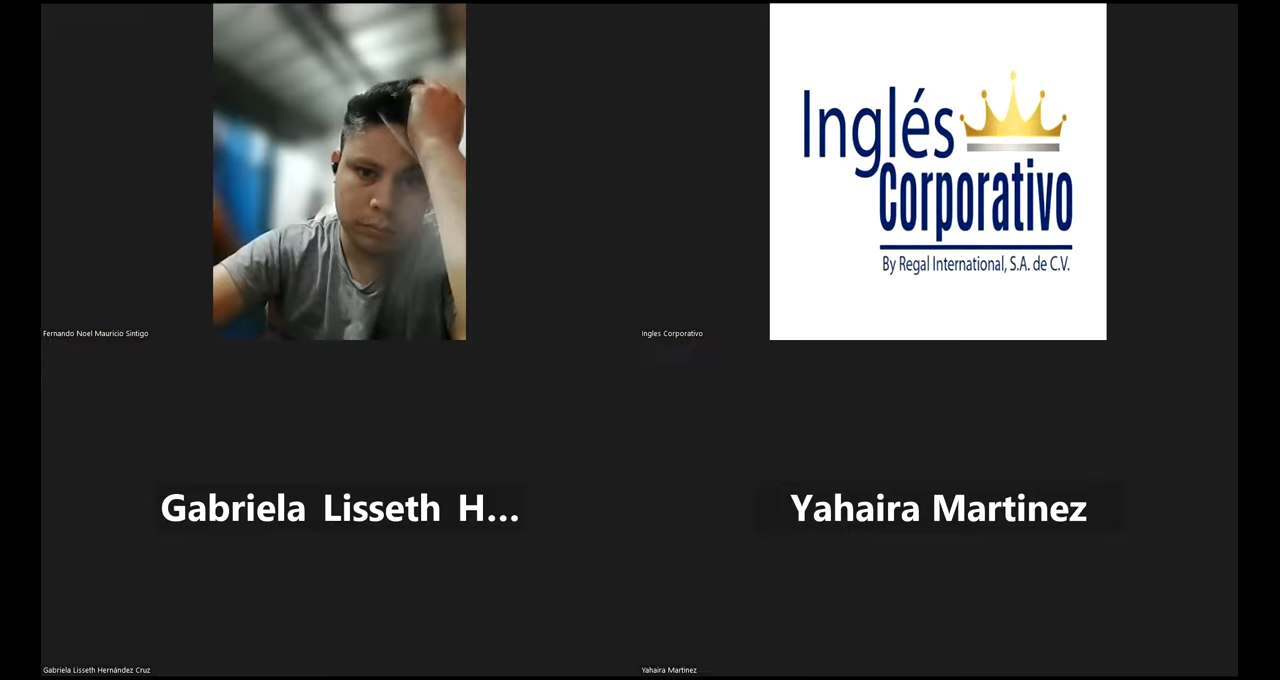 Inglés
Corporativo
By Regal International, S.A. de C.V.
Fernando Noel Mauricio Sintigo
Ingles Corporativo
Gabriela Lisseth H...
Yahaira Martinez
Gabriela Lisseth Hernández Cruz
Yahaira Martinez